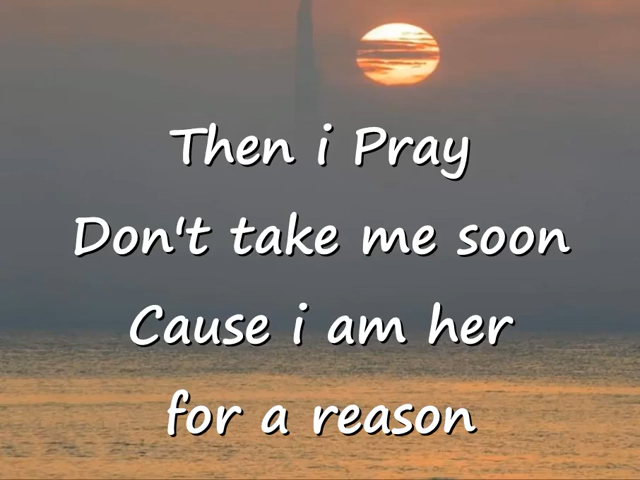 Then i Pray
Don't take me soon
Cause i am her
for a reason